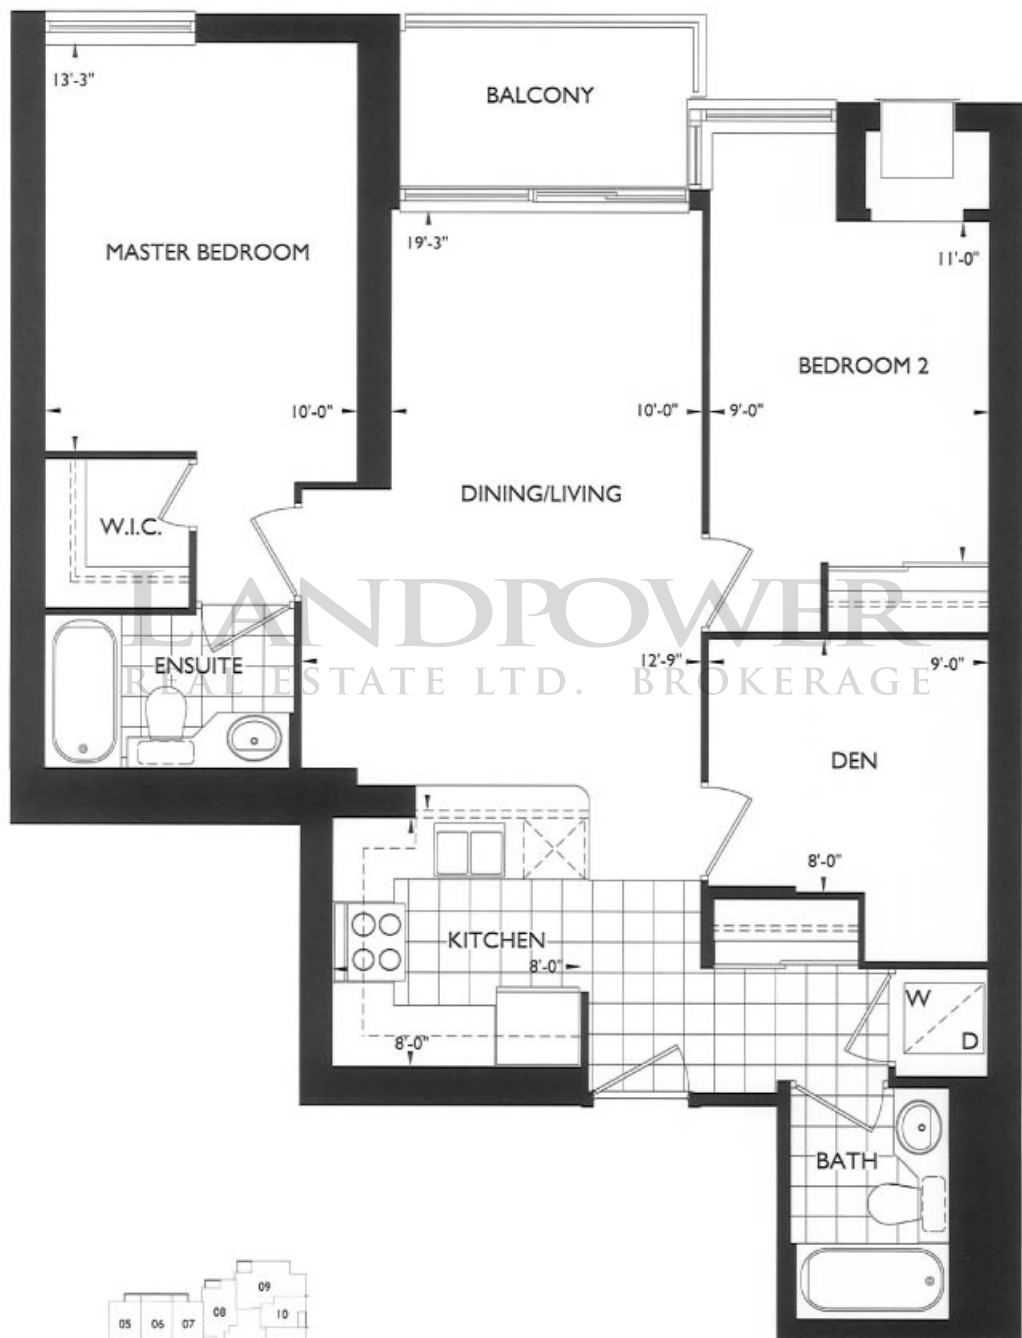 13'-3"
BALCONY
MASTER BEDROOM
19'-3"
11'-0"
BEDROOM 2
10'-0"
10'-0"
9'-0"
DINING/LIVING
W.I.C.
LANDPOWER
REAL ESTATE LTD. BROKERAGE
ENSUITE
12'-9"
9'-0"
DEN
8'-0"
KITCHEN
8'-0"
W
D
8'-0"
BATH
09
08
10
05
06
07